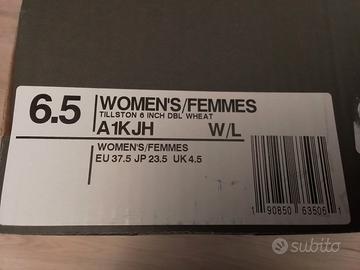 6.5
WOMEN'S/FEMMES
TILLSTON 6 INCH DBL WHEAT
A1KJH W/L
WOMEN'S/FEMMES
EU 37.5 JP 23.5 UK 4.5
1 90850 63506 1
subito